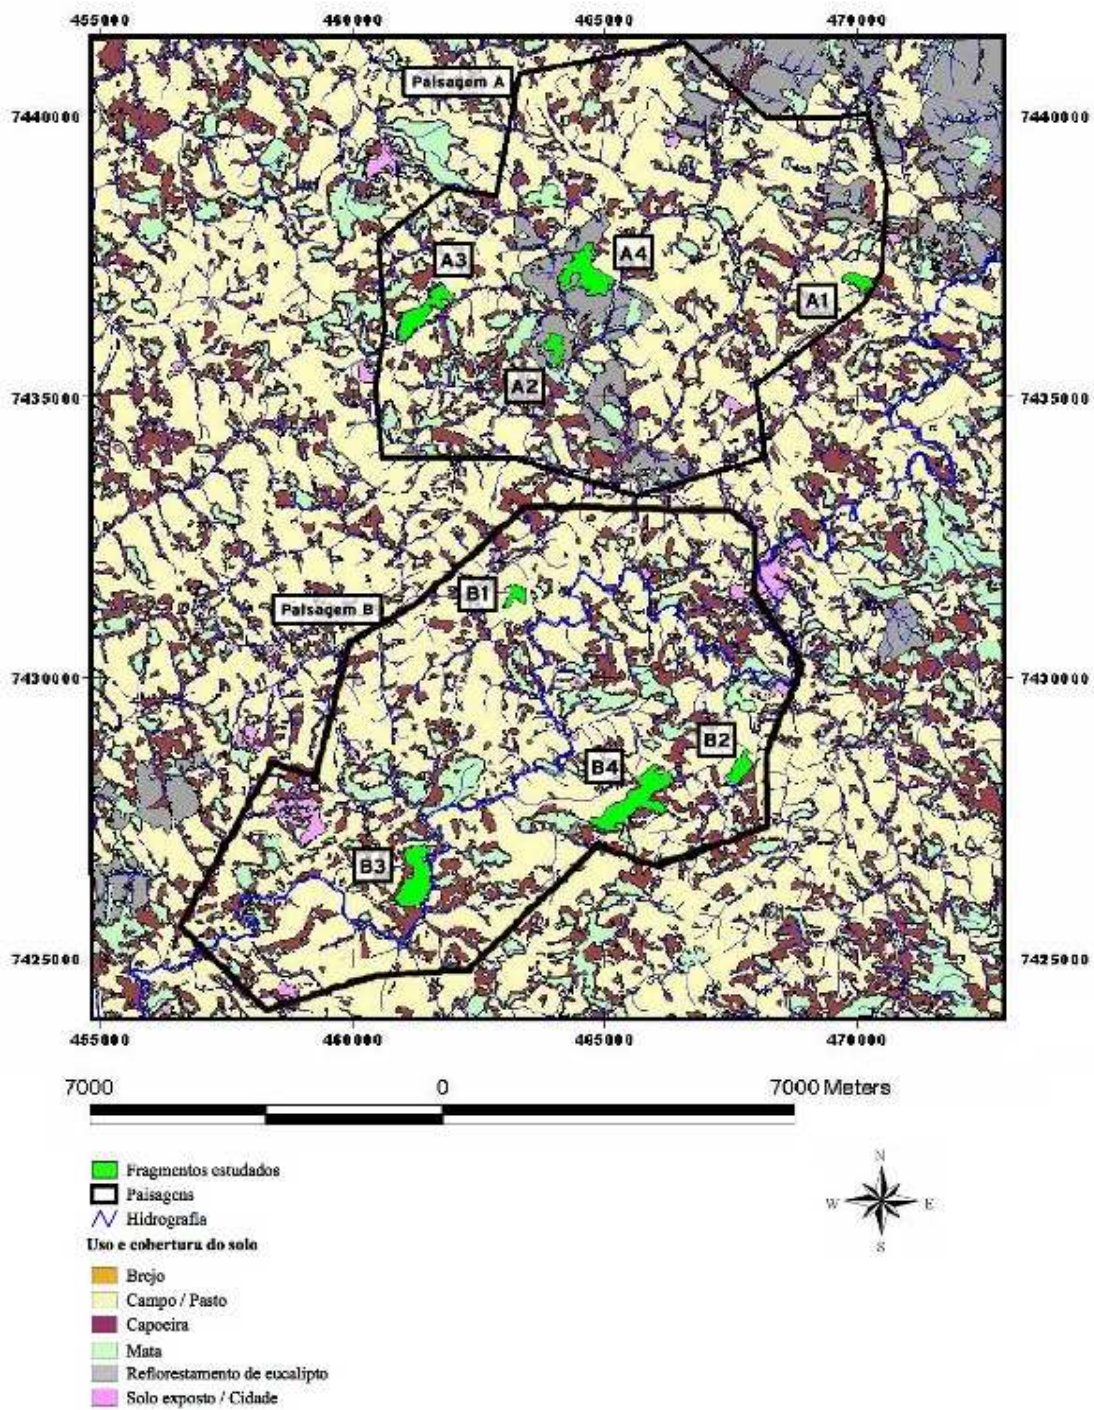 455000 460000 465000 470000
Paisagem A
7440000 7440000
A3 A4
A1
A2
7435000 7435000
B1
Paisagem B
7430000 7430000
B2
B4
B3
7425000 7425000
455000 460000 465000 470000
7000 0 7000 Meters
Fragmentos estudados
Paisagens
Hidrografia
Uso e cobertura do solo
Brejo
Campo / Pasto
Capoeira
Mata
Reflorestamento de eucalipto
Solo exposto / Cidade
N
W E
S